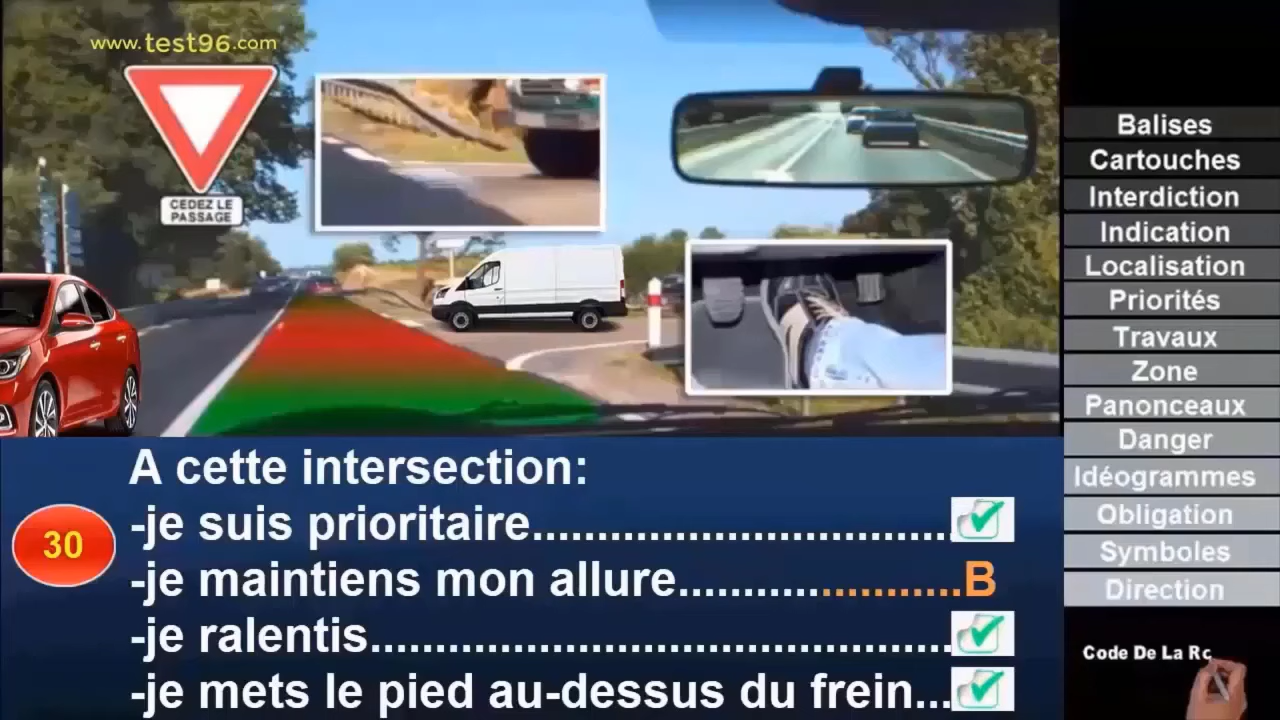 www.test96.com
CEDEZ LE
PASSAGE
A cette intersection:
-je suis prioritaire................................
-je maintiens mon allure......................B
-je ralentis.............................................
-je mets le pied au-dessus du frein...
30
Balises
Cartouches
Interdiction
Indication
Localisation
Priorités
Travaux
Zone
Panonceaux
Danger
Idéogrammes
Obligation
Symboles
Direction
Code De La Rc